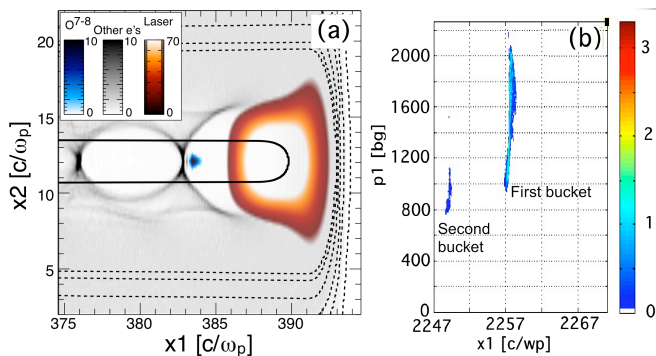 O⁷⁻⁸ Other e's Laser
10 10 70
0 0 0
(a)
20
15
10
5
x2 [c/ωₚ]
375 380 385 390
x1 [c/ωₚ]
(b)
2200
2000
1600
1200
800
400
0
p1 [bg]
First bucket
Second
bucket
2247 2257 2267
x1 [c/wp]
3
2
1
0